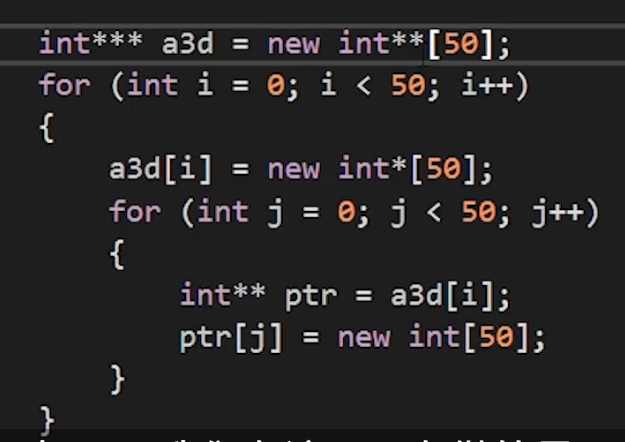 int*** a3d = new int**[50];
for (int i = 0; i < 50; i++)
{
    a3d[i] = new int*[50];
    for (int j = 0; j < 50; j++)
    {
        int** ptr = a3d[i];
        ptr[j] = new int[50];
    }
}